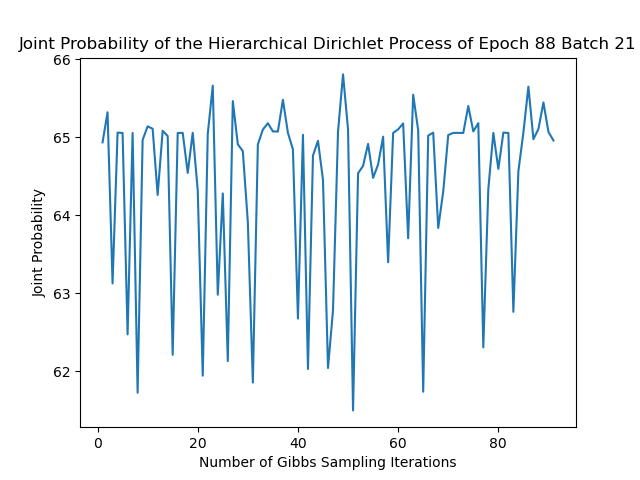 Joint Probability of the Hierarchical Dirichlet Process of Epoch 88 Batch 21
66
65
64
63
62
Joint Probability
0 20 40 60 80
Number of Gibbs Sampling Iterations